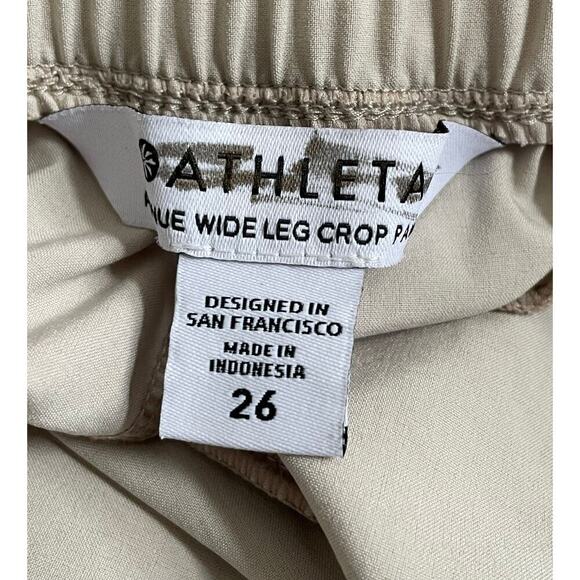 ATHLETA
WIDE LEG CROP
DESIGNED IN
SAN FRANCISCO
MADE IN
INDONESIA
26